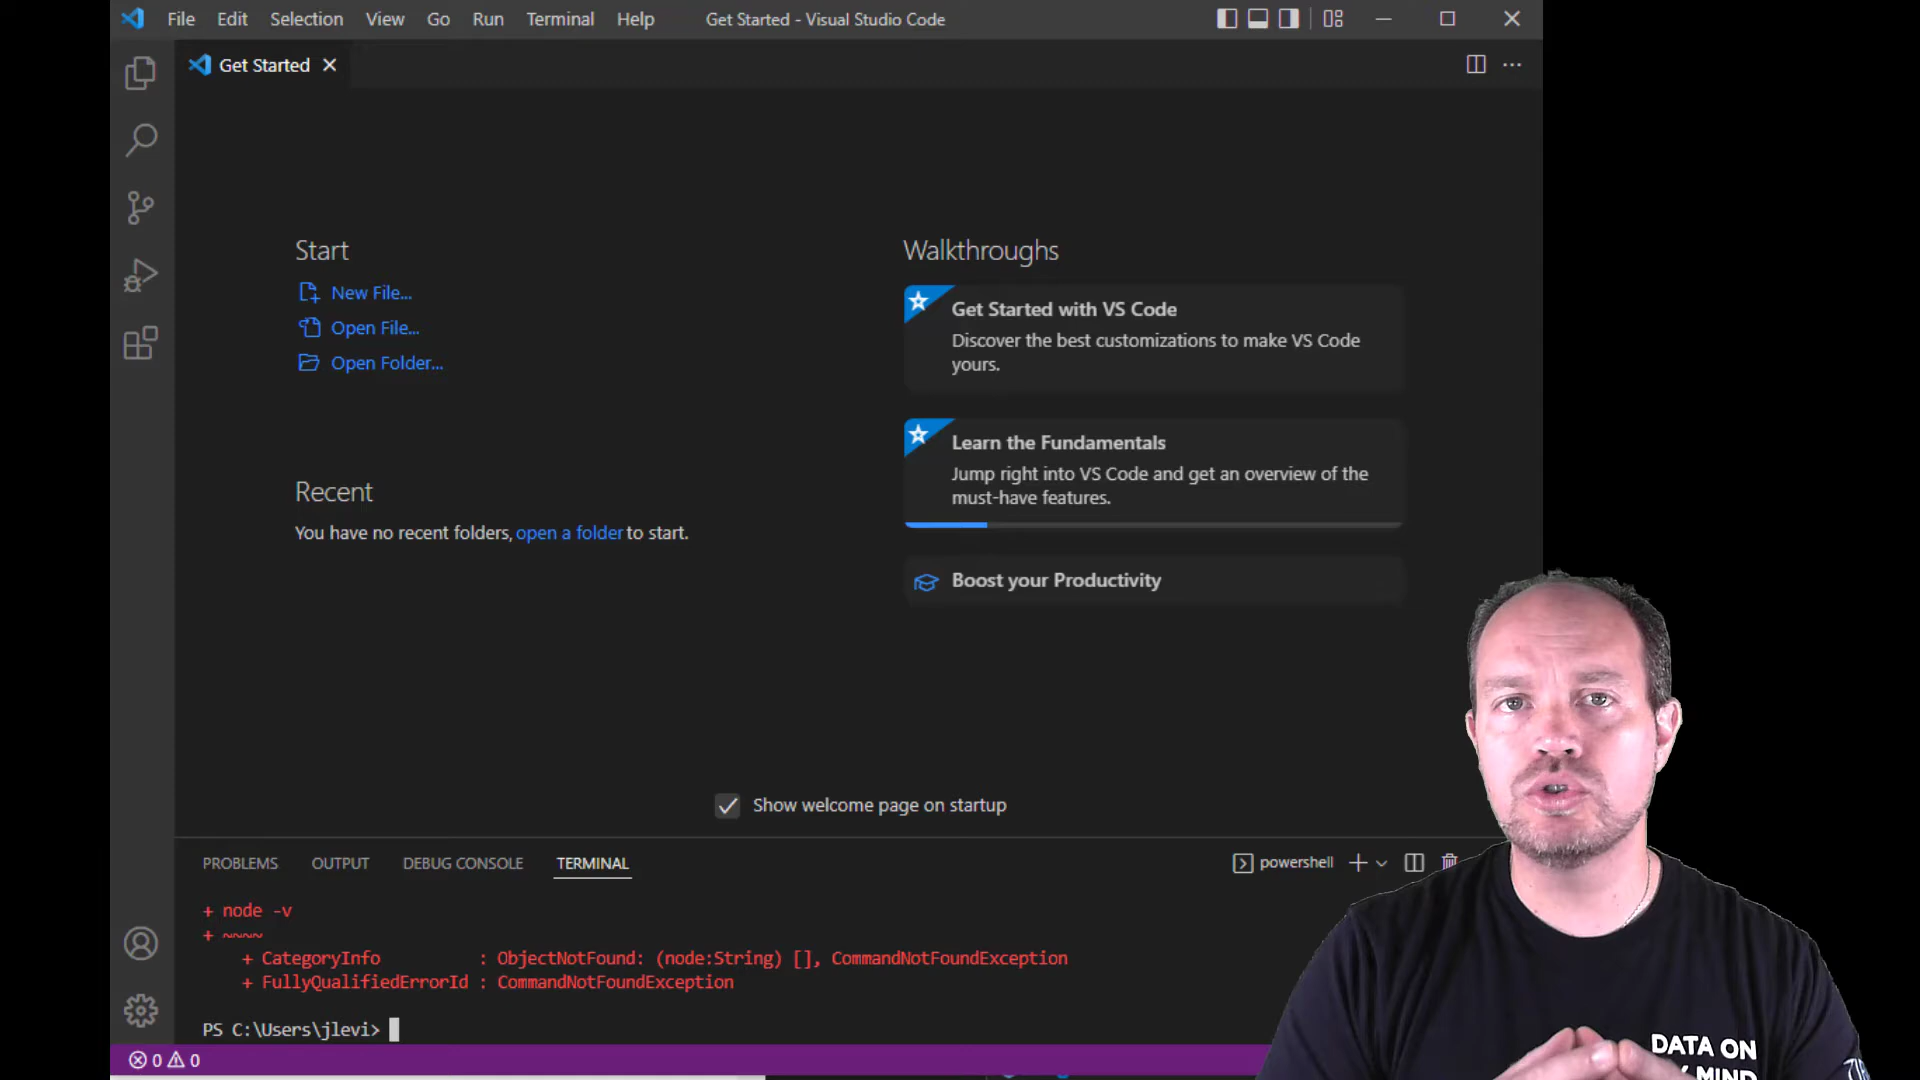 File Edit Selection View Go Run Terminal Help Get Started - Visual Studio Code
Get Started
Start
New File...
Open File...
Open Folder...
Recent
You have no recent folders, open a folder to start.
Walkthroughs
Get Started with VS Code
Discover the best customizations to make VS Code
yours.
Learn the Fundamentals
Jump right into VS Code and get an overview of the
must-have features.
Boost your Productivity
Show welcome page on startup
PROBLEMS OUTPUT DEBUG CONSOLE TERMINAL powershell
+ node -v
+ ~~~~
+ CategoryInfo : ObjectNotFound: (node:String) [], CommandNotFoundException
+ FullyQualifiedErrorId : CommandNotFoundException
PS C:\Users\jlevi>
0 0
DATA ON
MIND